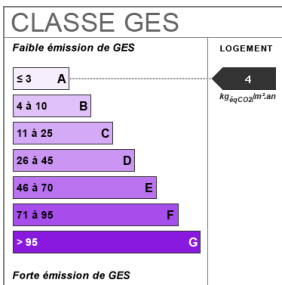 CLASSE GES
Faible émission de GES
LOGEMENT
≤ 3 A
4
kgéqCO2/m².an
4 à 10 B
11 à 25 C
26 à 45 D
46 à 70 E
71 à 95 F
> 95 G
Forte émission de GES